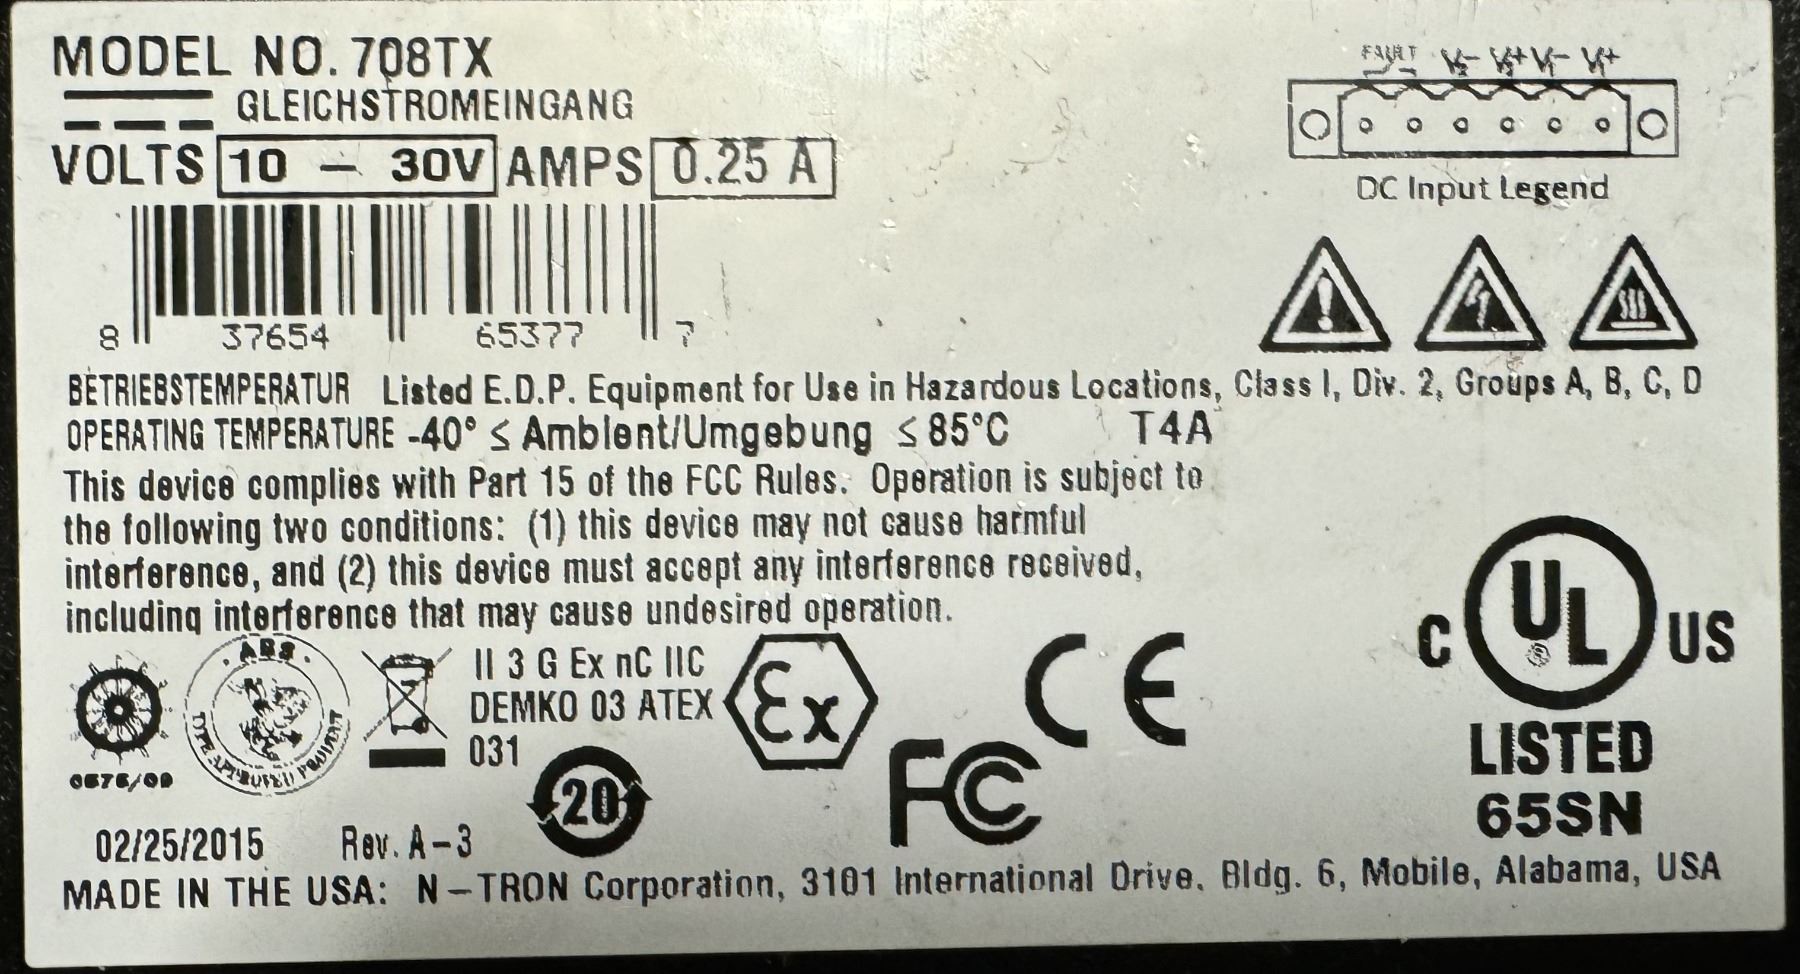 MODEL NO. 708TX
GLEICHSTROMEINGANG
VOLTS 10 – 30V AMPS 0.25 A
FAULT V2– V2+ V1– V1+
DC Input Legend
8 37654 65377 7
BETRIEBSTEMPERATUR Listed E.D.P. Equipment for Use in Hazardous Locations, Class I, Div. 2, Groups A, B, C, D
OPERATING TEMPERATURE -40° ≤ Ambient/Umgebung ≤ 85°C T4A
This device complies with Part 15 of the FCC Rules. Operation is subject to
the following two conditions: (1) this device may not cause harmful
interference, and (2) this device must accept any interference received,
including interference that may cause undesired operation.
ABS
TYPE APPROVED PRODUCT
II 3 G Ex nC IIC
DEMKO 03 ATEX
031
Ex
CE
FC
C UL US
®
LISTED
65SN
20
02/25/2015 Rev. A–3
MADE IN THE USA: N–TRON Corporation, 3101 International Drive. Bldg. 6, Mobile, Alabama, USA